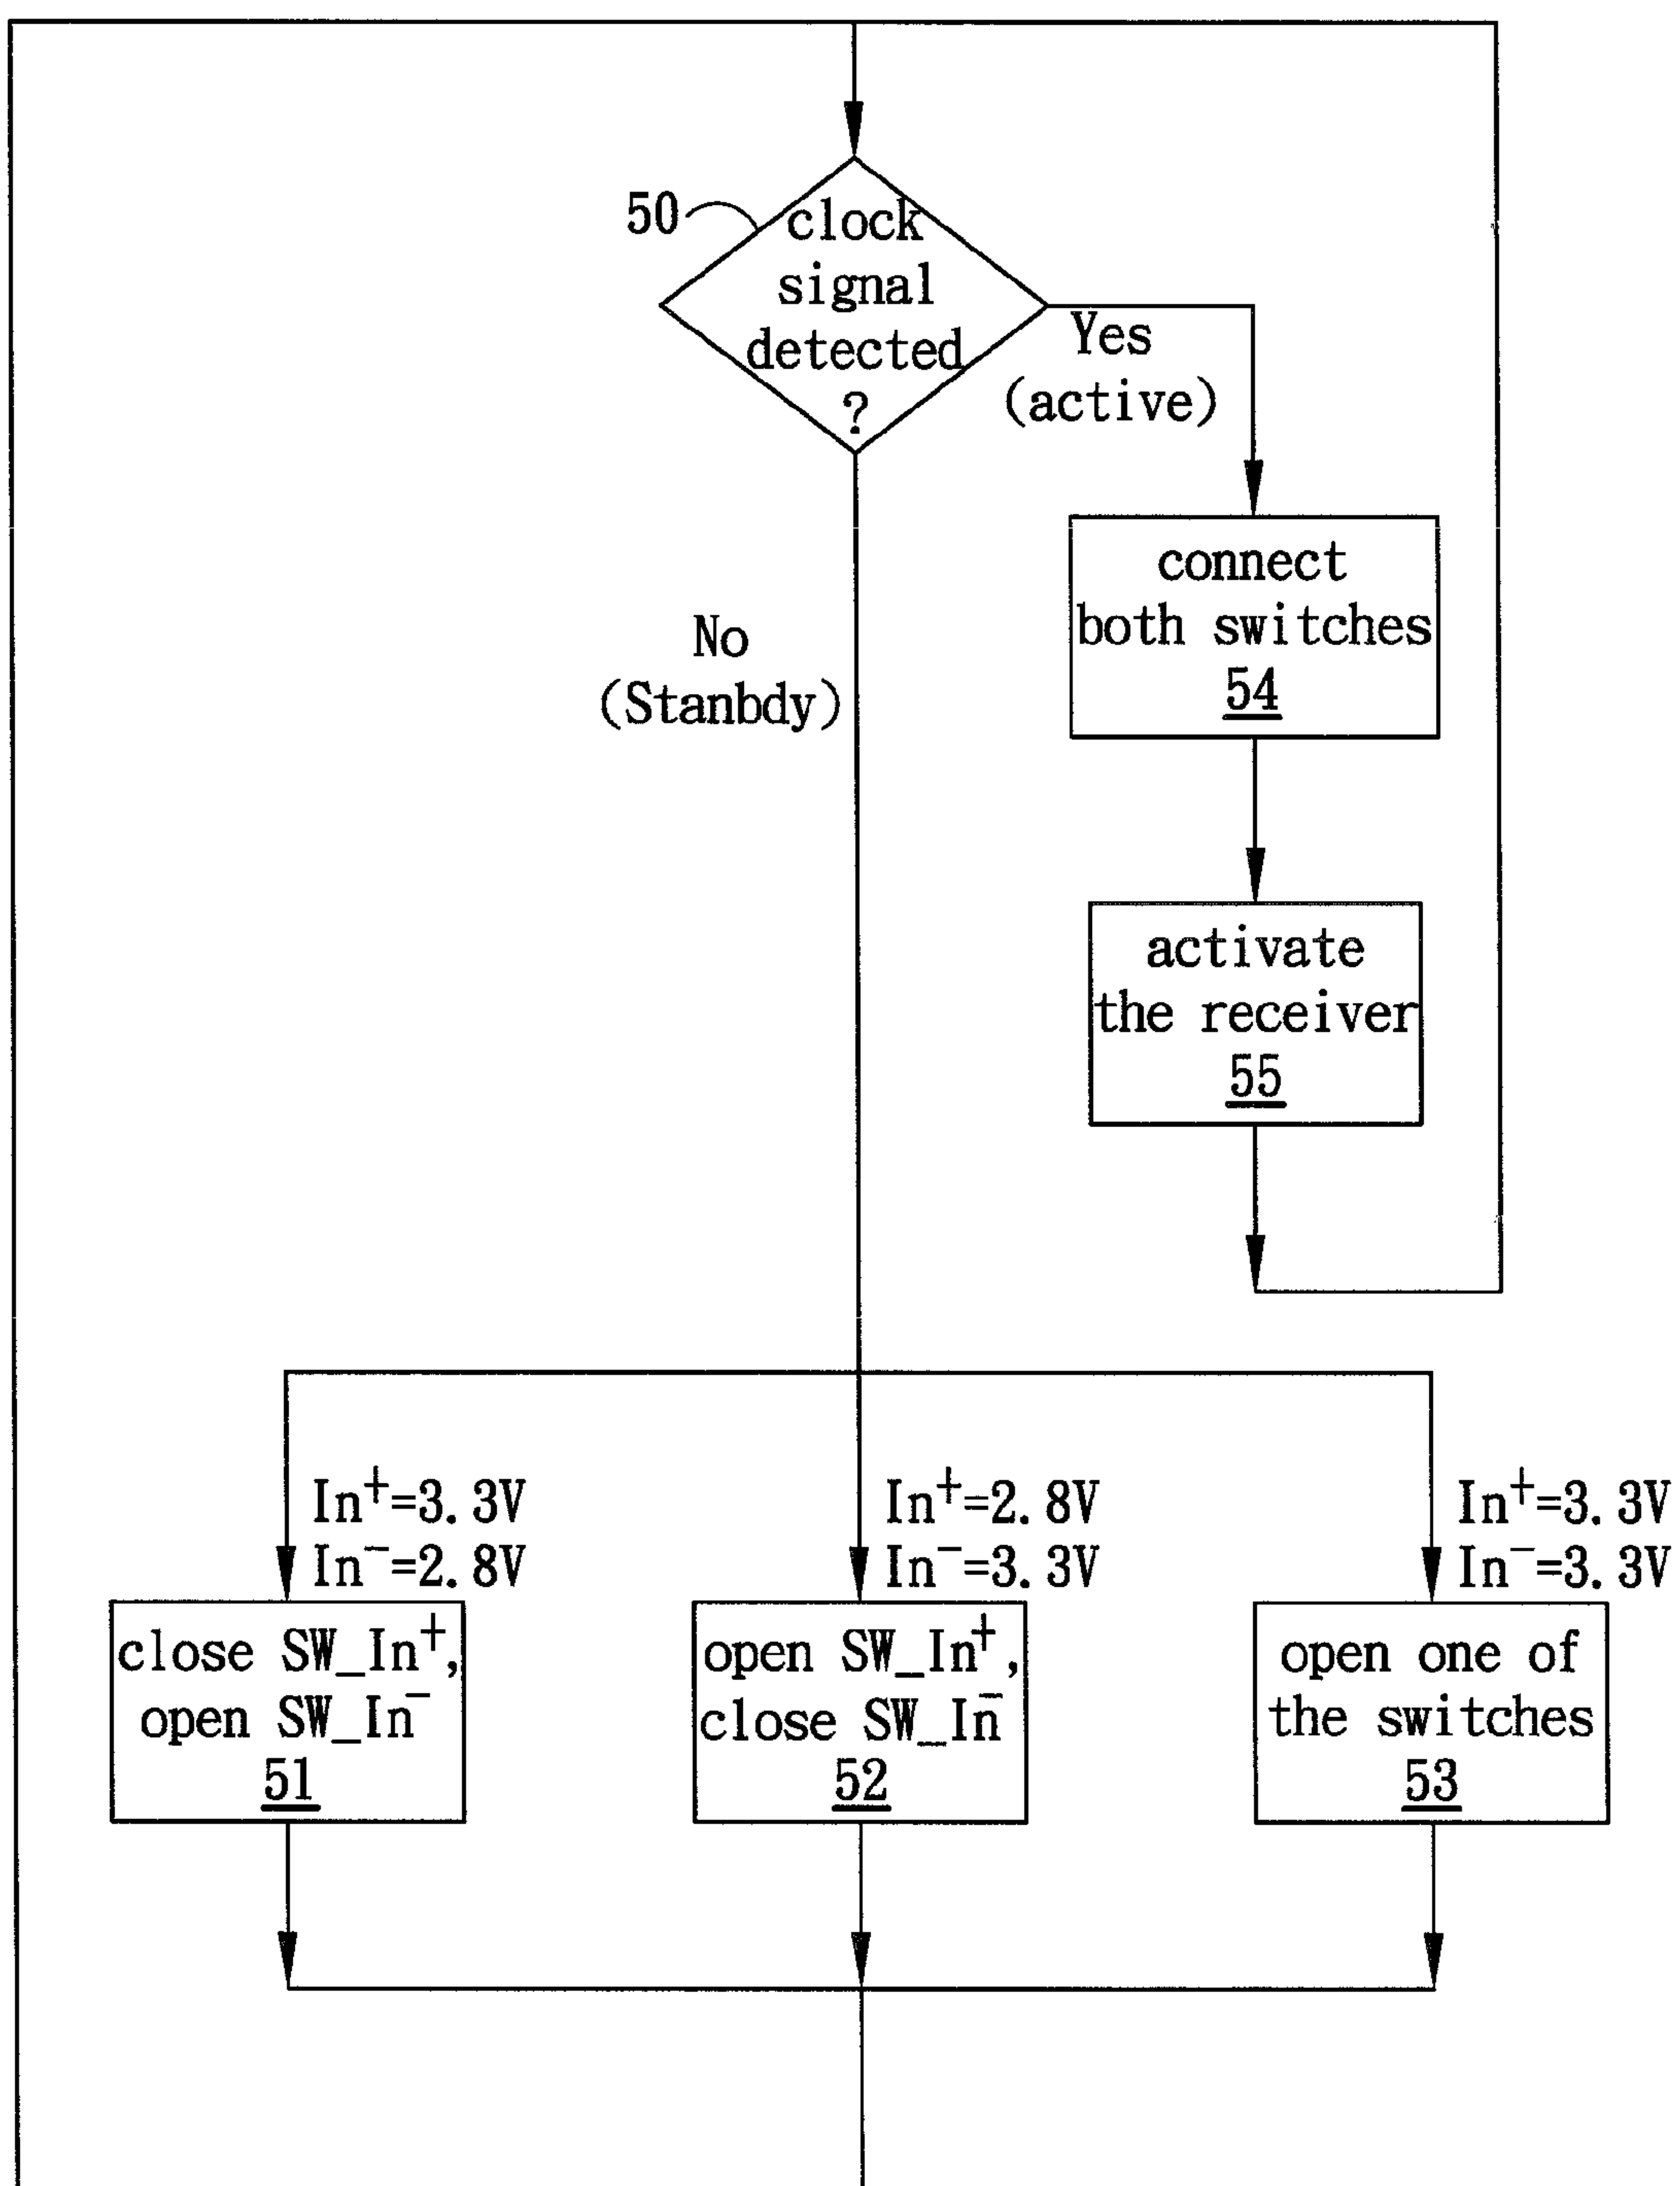 50
clock
signal
detected
?
Yes
(active)
connect
both switches
54
No
(Stanbdy)
activate
the receiver
55
In⁺=3.3V
In⁻=2.8V
In⁺=2.8V
In⁻=3.3V
In⁺=3.3V
In⁻=3.3V
close SW_In⁺,
open SW_In⁻
51
open SW_In⁺,
close SW_In⁻
52
open one of
the switches
53